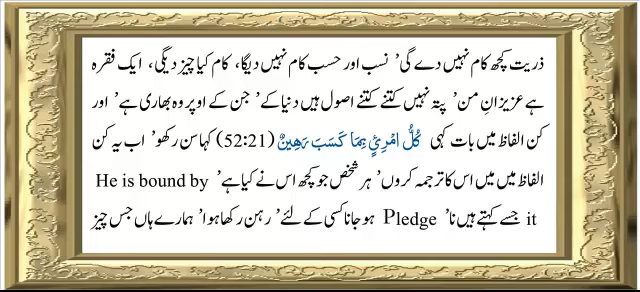 ذریت کچھ کام نہیں دے گی’ نسب اور حسب کام نہیں دیگا، کام کیا چیز دیگی، ایک فقرہ
ہے عزیزانِ من’ پتہ نہیں کتنے کتنے اصول ہیں دنیا کے’ جن کے اوپر وہ بھاری ہے’ اور
کن الفاظ میں بات کہی كُلُّ امْرِئٍ بِمَا كَسَبَ رَهِينٌ (52:21) کہا سن رکھو’ اب یہ کن
الفاظ میں میں اس کا ترجمہ کروں’ ہر شخص جو کچھ اس نے کیا ہے’ He is bound by
it جسے کہتے ہیں نا’ Pledge ہو جانا کسی کے لئے’ رہن رکھا ہوا’ ہمارے ہاں جس چیز